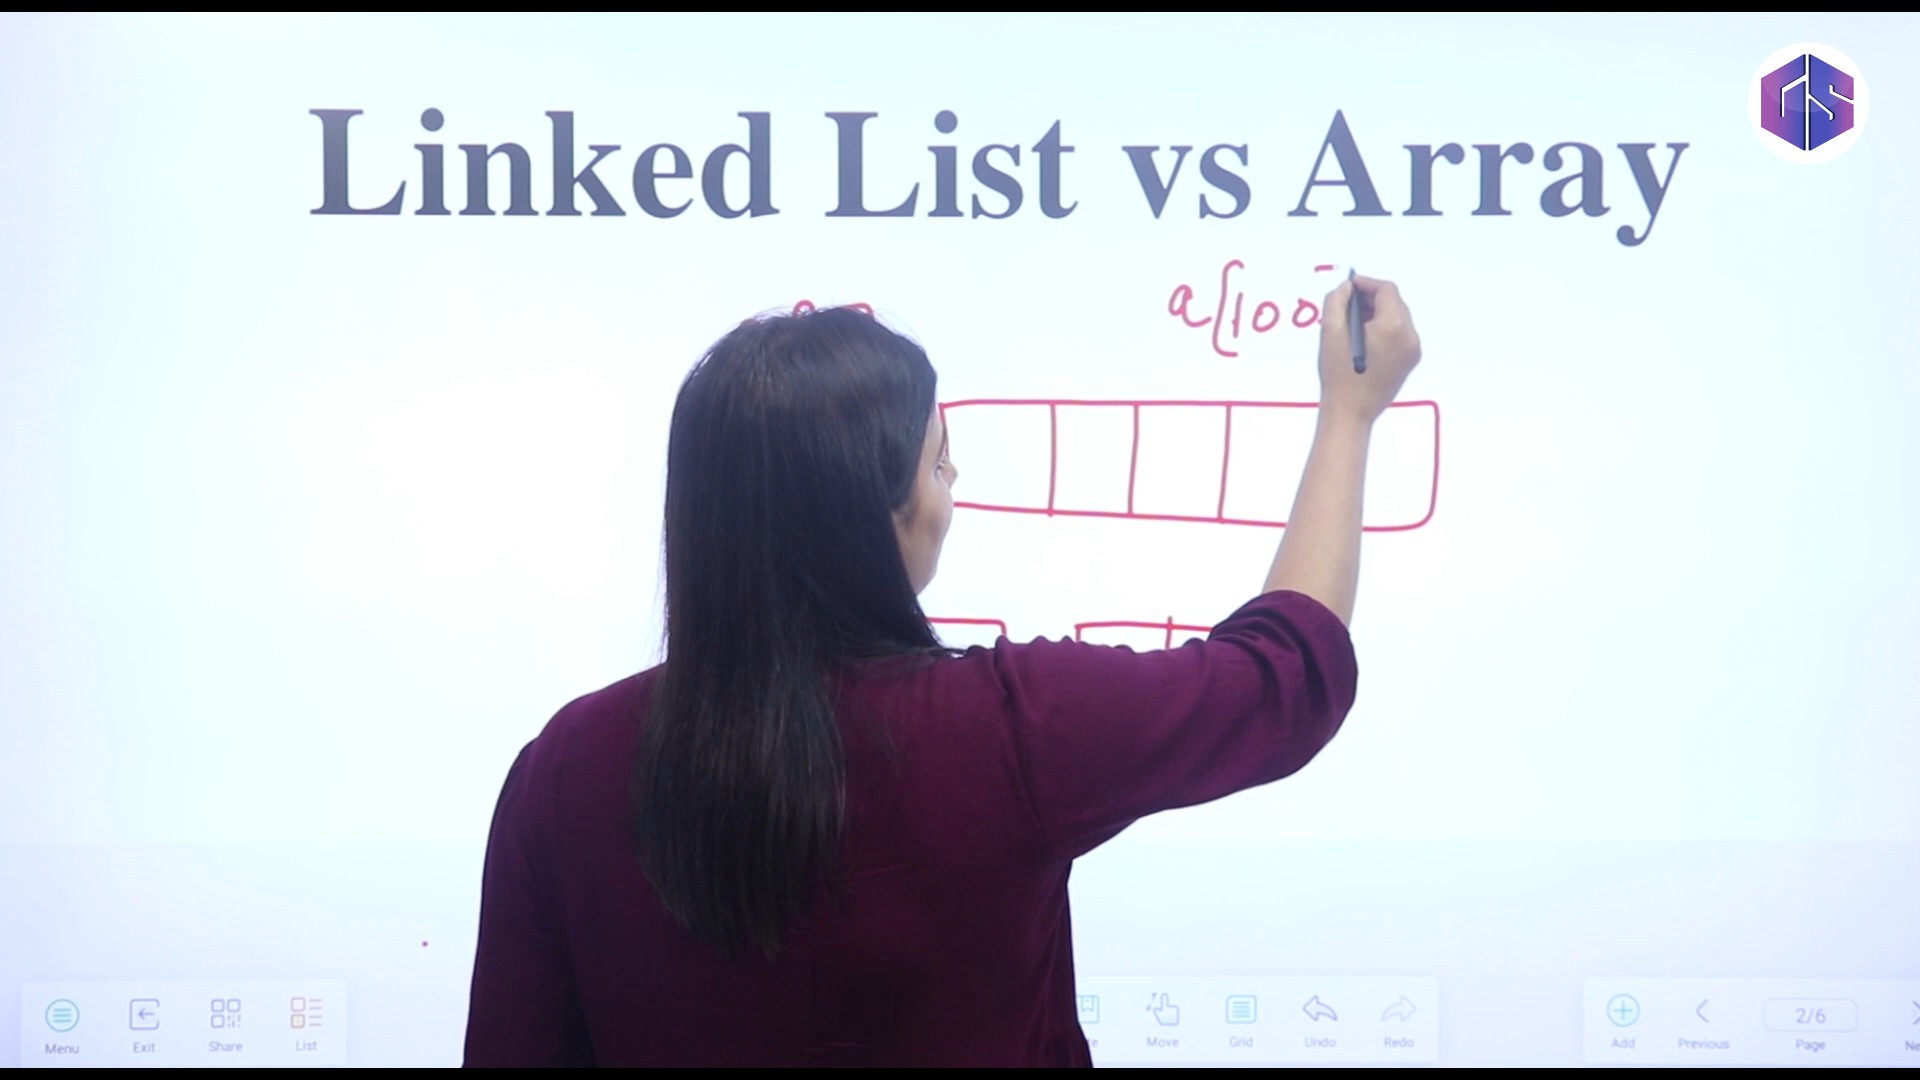 Linked List vs Array
a[100
Menu
Exit
Share
List
Move
Grid
Undo
Redo
Add
Previous
2/6
Page